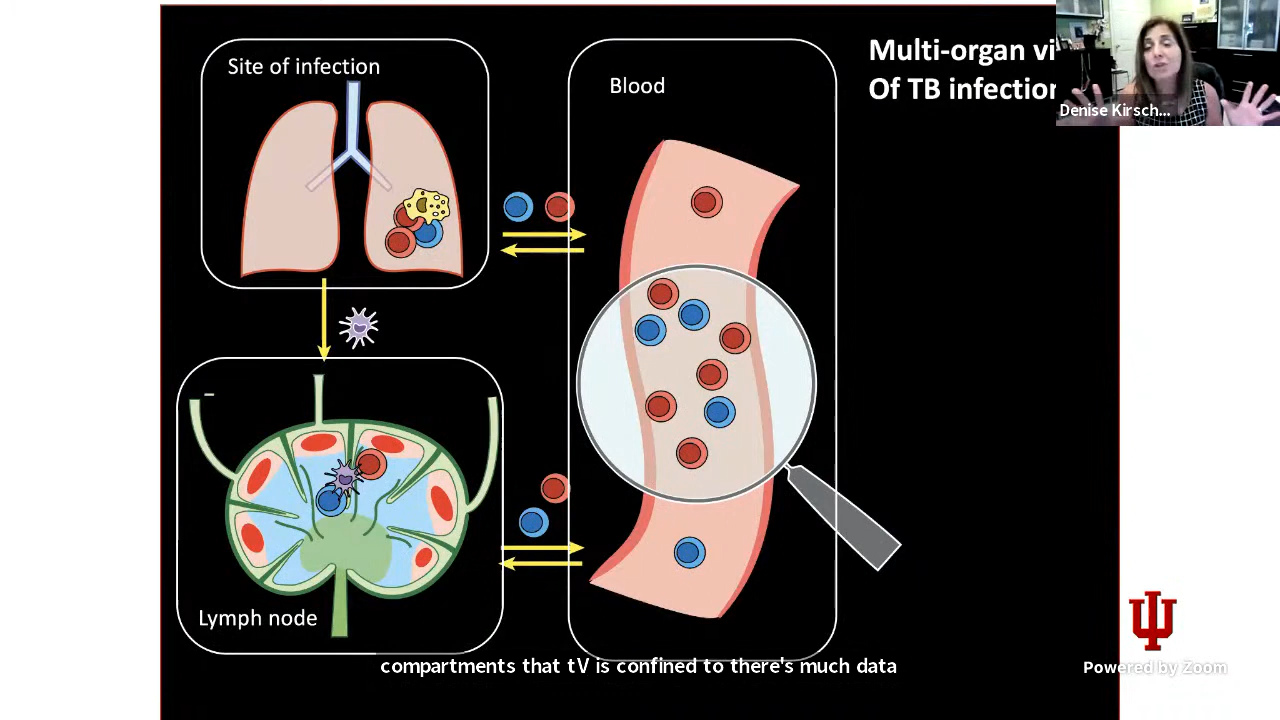 Site of infection
Blood
Multi-organ vi
Of TB infection
Denise Kirsch...
Lymph node
compartments that tV is confined to there's much data
Powered by Zoom